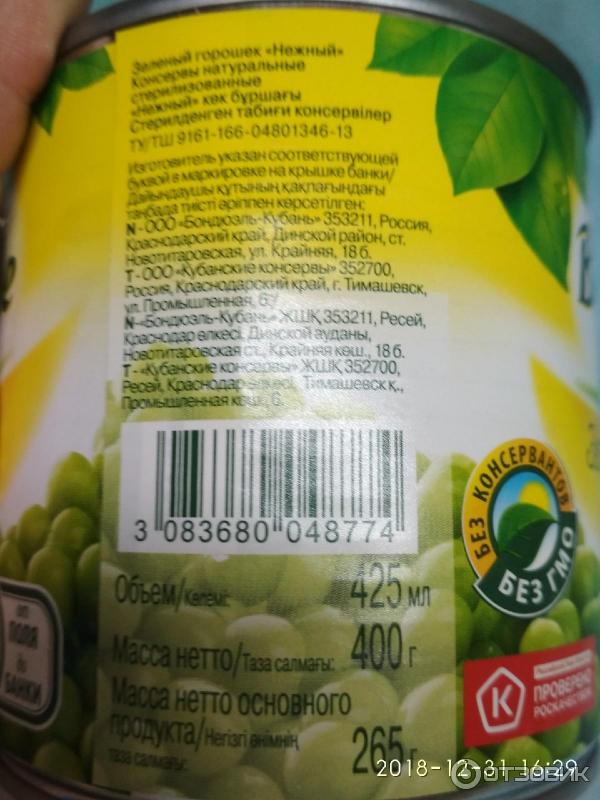 Зеленый горошек «Нежный»
Консервы натуральные
стерилизованные
«Нежный» көк бұршағы
Стерилденген табиғи консервілер
ТУ/ТШ 9161-166-04801346-13
Изготовитель указан соответствующей
буквой в маркировке на крышке банки/
Дайындаушы құтының қақпағындағы
таңбада тиісті әріппен көрсетілген:
N - ООО «Бондюэль-Кубань» 353211, Россия,
Краснодарский край, Динской район, ст.
Новотитаровская, ул. Крайняя, 18 б.
Т - ООО «Кубанские консервы» 352700,
Россия, Краснодарский край, г. Тимашевск,
ул. Промышленная, 6 /
N -«Бондюэль-Кубань» ЖШҚ 353211, Ресей,
Краснодар өлкесі, Динской ауданы,
Новотитаровская ст., Крайняя көш., 18 б.
Т - «Кубанские консервы» ЖШҚ 352700,
Ресей, Краснодар өлкесі, Тимашевск қ.,
Промышленная көш., 6.
3 083680 048774
БЕЗ КОНСЕРВАНТОВ
БЕЗ ГМО
Объем/Көлемі: 425 мл
Масса нетто/Таза салмағы: 400 г
Масса нетто основного
продукта/Негізгі өнімнің
таза салмағы: 265 г
от
ПОЛЯ
до
БАНКИ
К
ПРОВЕРЕНО
РОСКАЧЕСТВОМ
2018-12-31 16:29
ОТЗОВИК